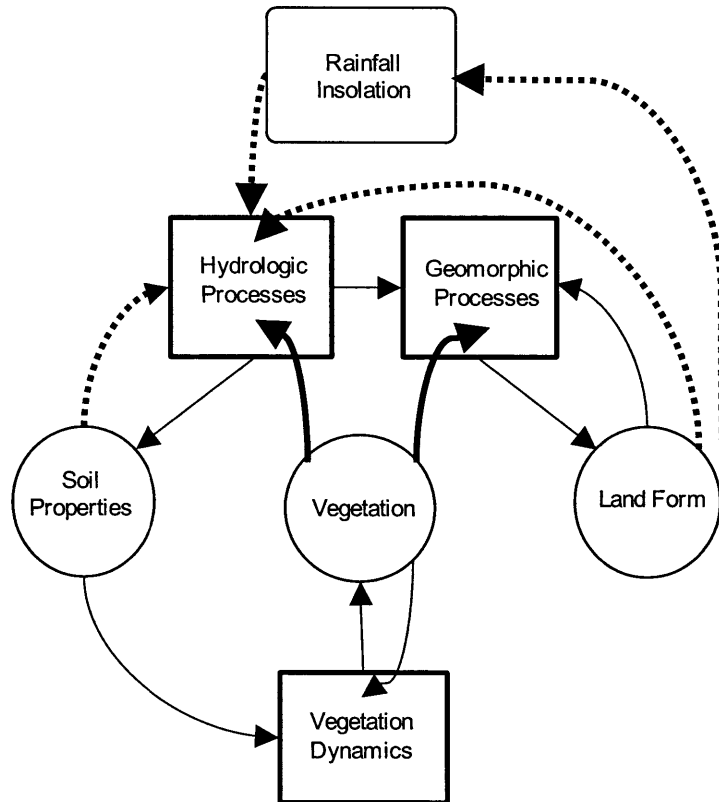 Rainfall
Insolation
Hydrologic
Processes
Geomorphic
Processes
Soil
Properties
Vegetation
Land Form
Vegetation
Dynamics